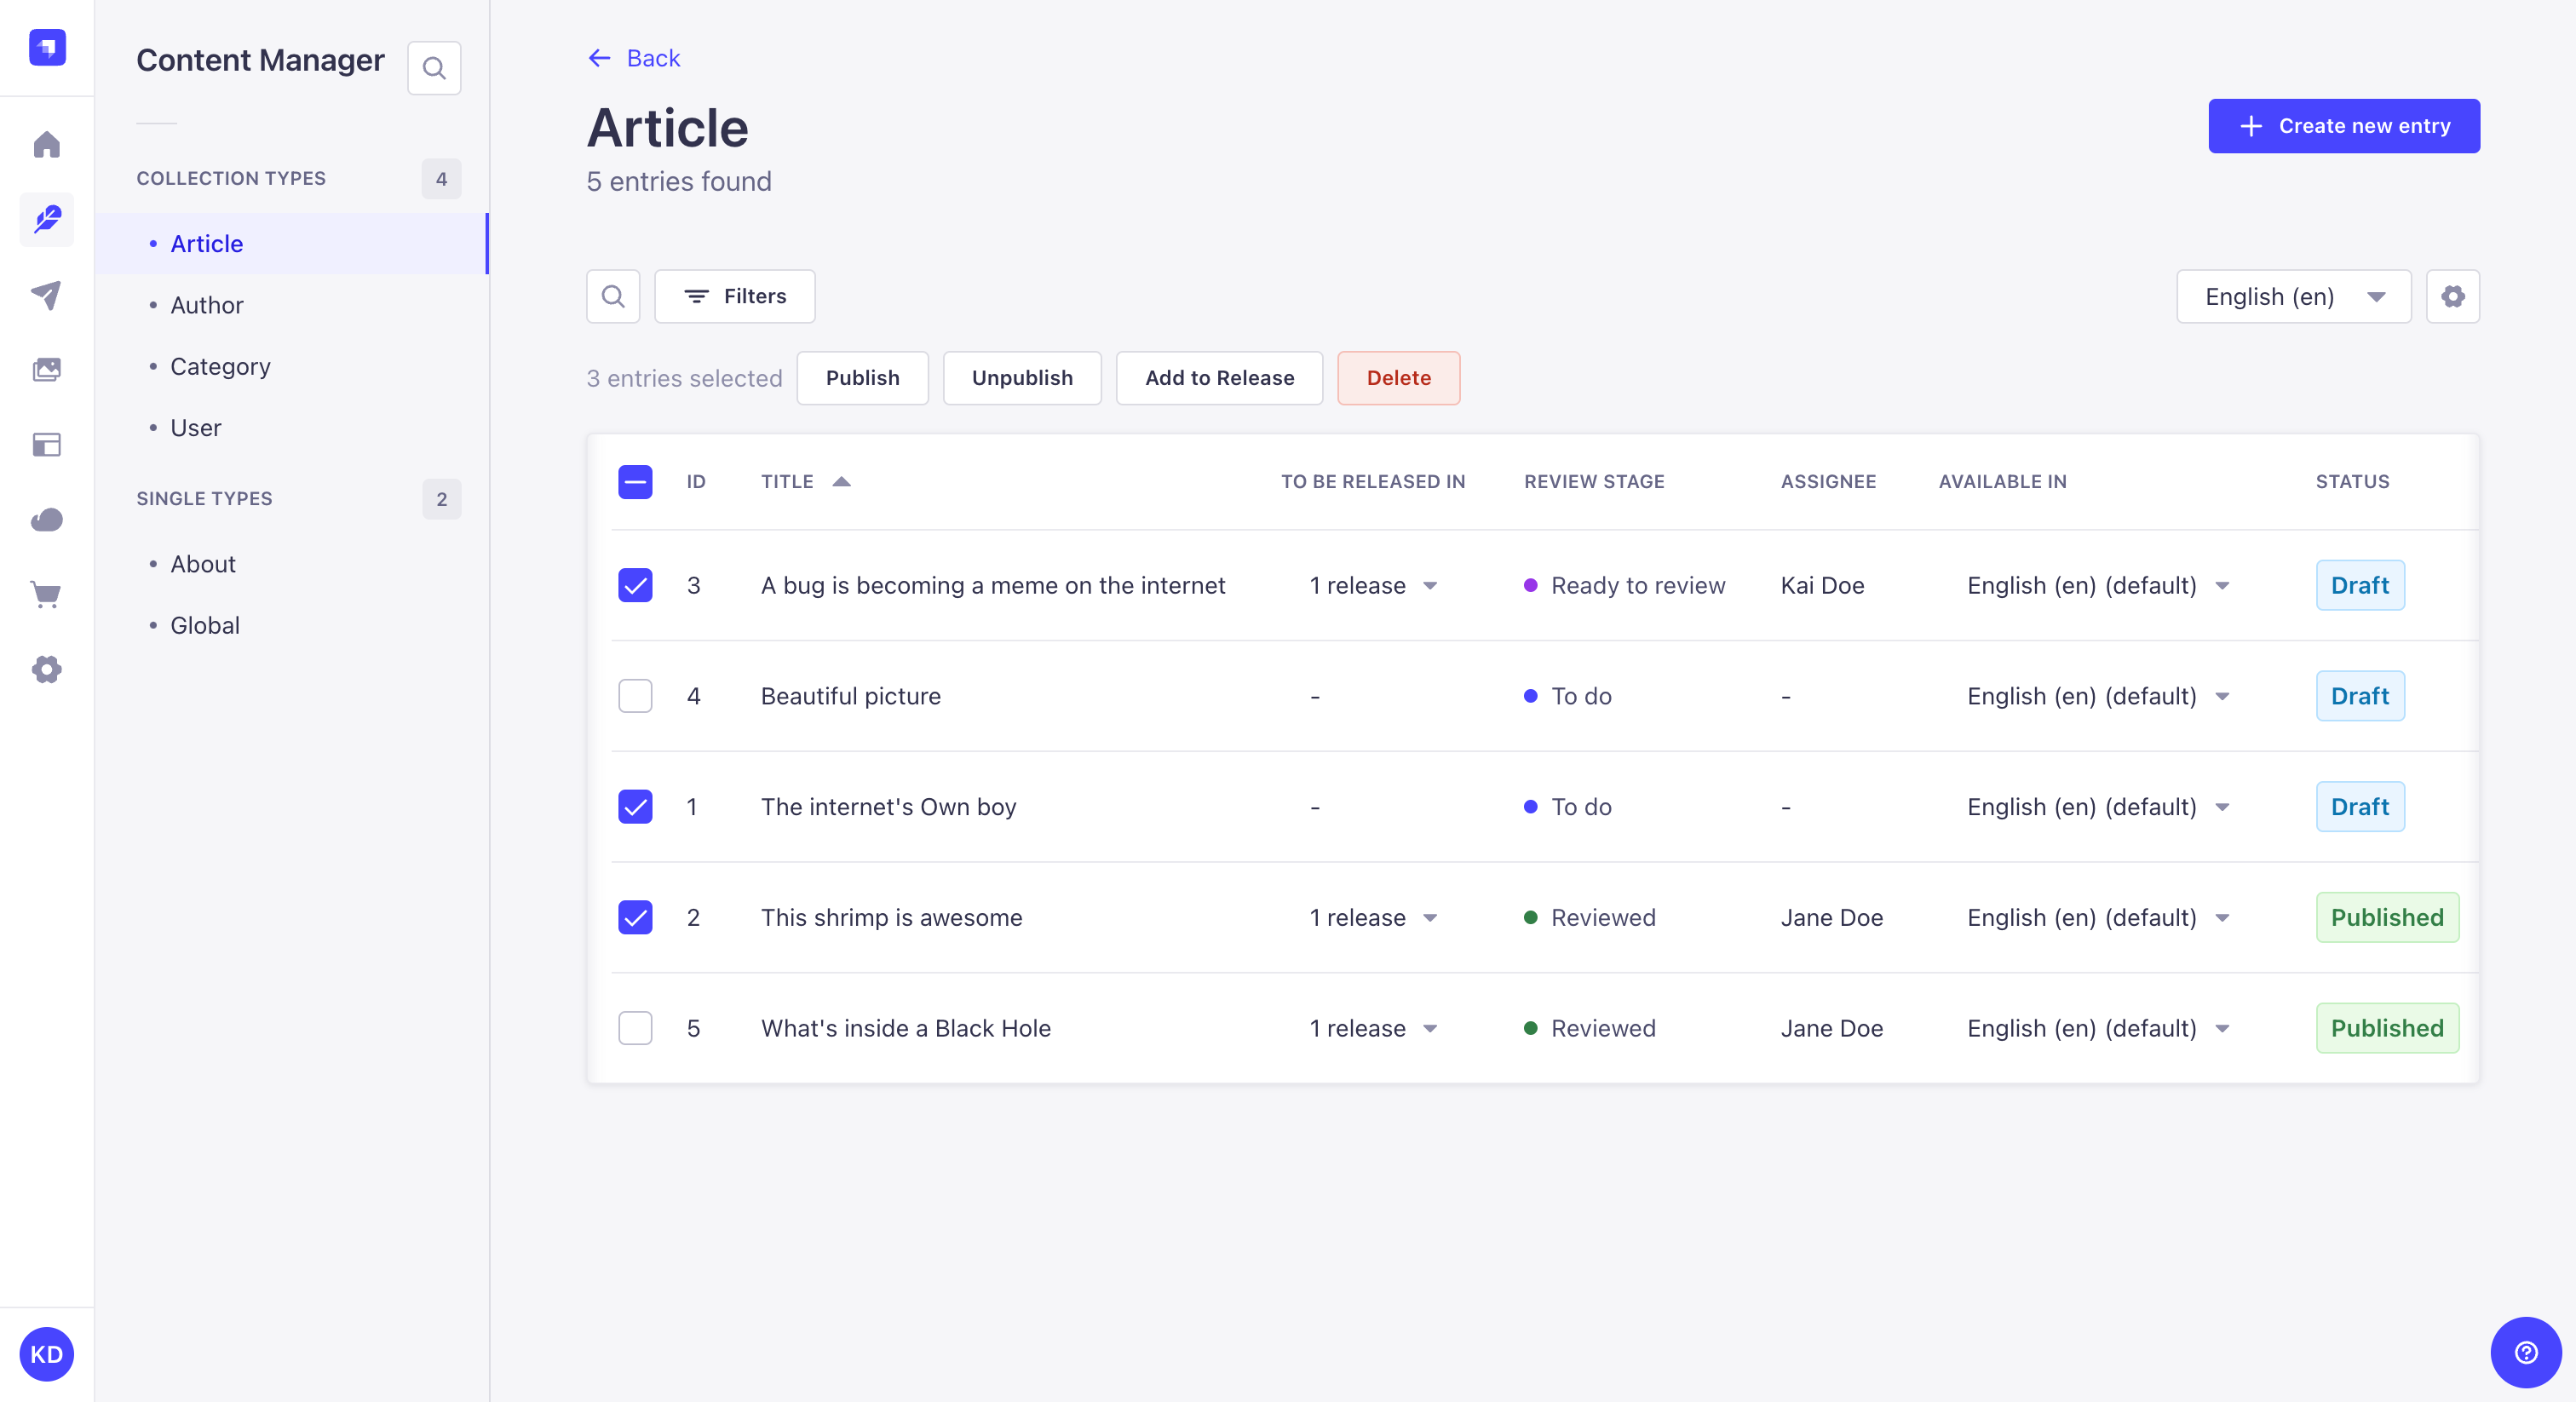 Content Manager
COLLECTION TYPES 4
Article
Author
Category
User
SINGLE TYPES 2
About
Global
KD
Back
Article
5 entries found
Create new entry
Filters
English (en)
3 entries selected Publish Unpublish Add to Release Delete
ID TITLE TO BE RELEASED IN REVIEW STAGE ASSIGNEE AVAILABLE IN STATUS
3 A bug is becoming a meme on the internet 1 release Ready to review Kai Doe English (en) (default) Draft
4 Beautiful picture - To do - English (en) (default) Draft
1 The internet's Own boy - To do - English (en) (default) Draft
2 This shrimp is awesome 1 release Reviewed Jane Doe English (en) (default) Published
5 What's inside a Black Hole 1 release Reviewed Jane Doe English (en) (default) Published